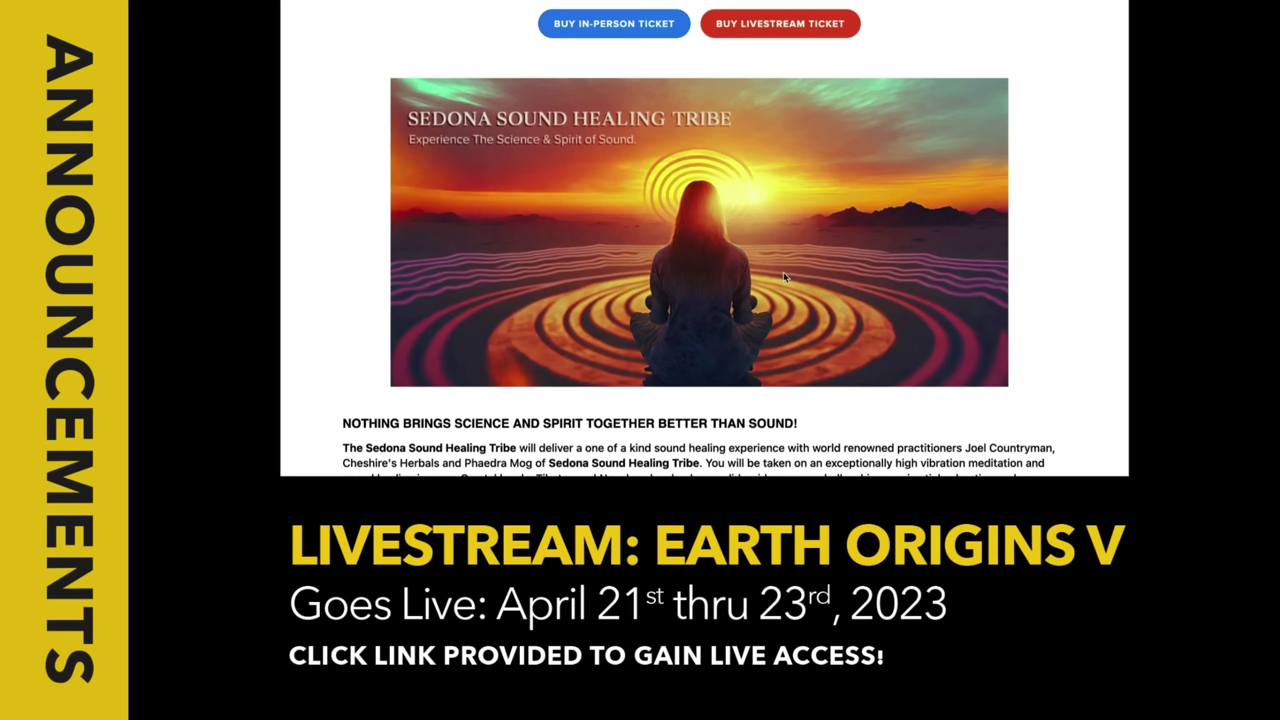 ANNOUNCEMENTS
BUY IN-PERSON TICKET
BUY LIVESTREAM TICKET
SEDONA SOUND HEALING TRIBE
Experience The Science & Spirit of Sound.
NOTHING BRINGS SCIENCE AND SPIRIT TOGETHER BETTER THAN SOUND!
The Sedona Sound Healing Tribe will deliver a one of a kind sound healing experience with world renowned practitioners Joel Countryman,
Cheshire's Herbals and Phaedra Mog of Sedona Sound Healing Tribe. You will be taken on an exceptionally high vibration meditation and
LIVESTREAM: EARTH ORIGINS V
Goes Live: April 21st thru 23rd, 2023
CLICK LINK PROVIDED TO GAIN LIVE ACCESS!